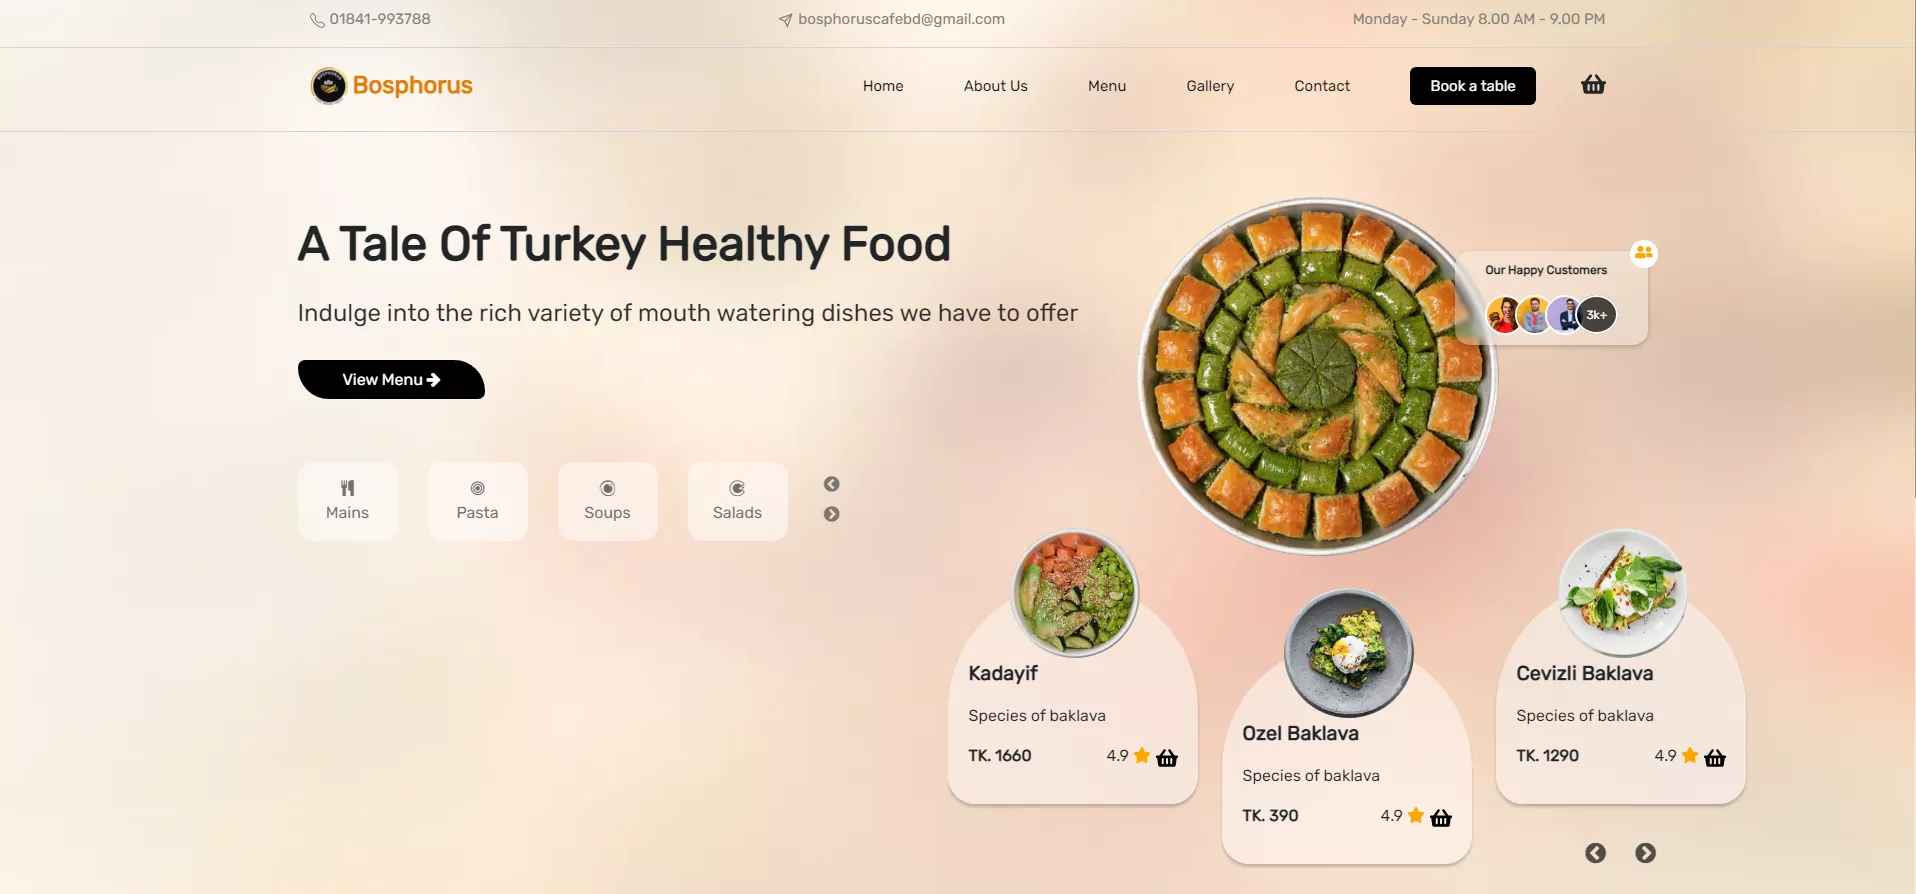 01841-993788
bosphoruscafebd@gmail.com
Monday - Sunday 8.00 AM - 9.00 PM
Bosphorus
Home
About Us
Menu
Gallery
Contact
Book a table
A Tale Of Turkey Healthy Food
Indulge into the rich variety of mouth watering dishes we have to offer
View Menu
Our Happy Customers
3k+
Mains
Pasta
Soups
Salads
Kadayif
Species of baklava
TK. 1660
4.9
Ozel Baklava
Species of baklava
TK. 390
4.9
Cevizli Baklava
Species of baklava
TK. 1290
4.9